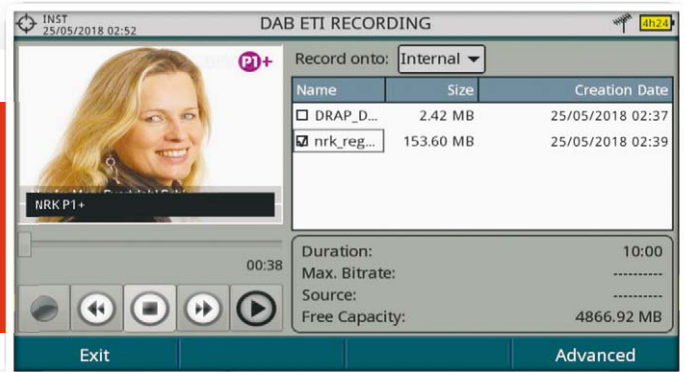 INST
25/05/2018 02:52
DAB ETI RECORDING
4h24
P1+
NRK P1+
00:38
Record onto: Internal
Name Size Creation Date
DRAP_D... 2.42 MB 25/05/2018 02:37
nrk_reg... 153.60 MB 25/05/2018 02:39
Duration: 10:00
Max. Bitrate: ----------
Source: ----------
Free Capacity: 4866.92 MB
Exit Advanced